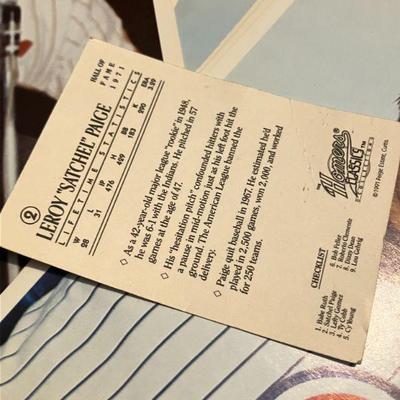 2
LEROY "SATCHEL" PAIGE
HALL OF FAME 1971
LIFETIME STATISTICS
W L IP H BB K ERA
28 31 476 429 183 290 3.29
◇ As a 42-year-old major league "rookie" in 1948,
he was 6-1 with the Indians. He pitched in 57
games at the age of 47.
◇ His "hesitation pitch" confounded hitters with
a pause in mid-motion just as his left foot hit the
ground. The American League banned the
delivery.
◇ Paige quit baseball in 1967. He estimated he'd
played in 2,500 games, won 2,000, and worked
for 250 teams.
CHECKLIST
1. Babe Ruth
2. Satchel Paige
3. Lefty Gomez
4. Ty Cobb
5. Cy Young
6. Bob Feller
7. Roberto Clemente
8. Dizzy Dean
9. Lou Gehrig
Homers
CLASSICS
©1991 Paige Estate, Curtis